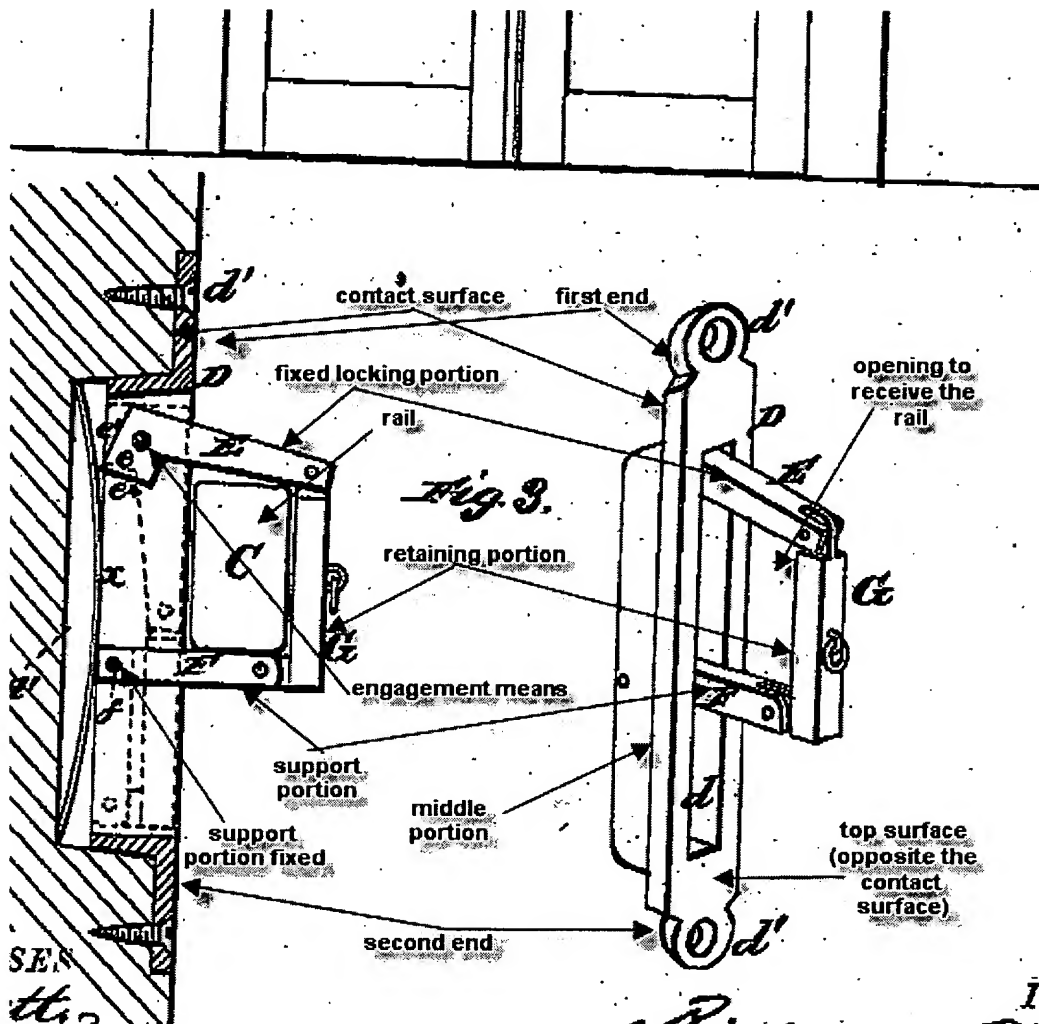 d'
contact surface
first end
d'
fixed locking portion
D
rail
opening to
receive the
rail
D
E
e
e
E
Fig. 3.
C
retaining portion
x
G
G
E'
engagement means
f
support
portion
d
middle
portion
support
portion fixed
top surface
(opposite the
contact
surface)
second end
d'
SES